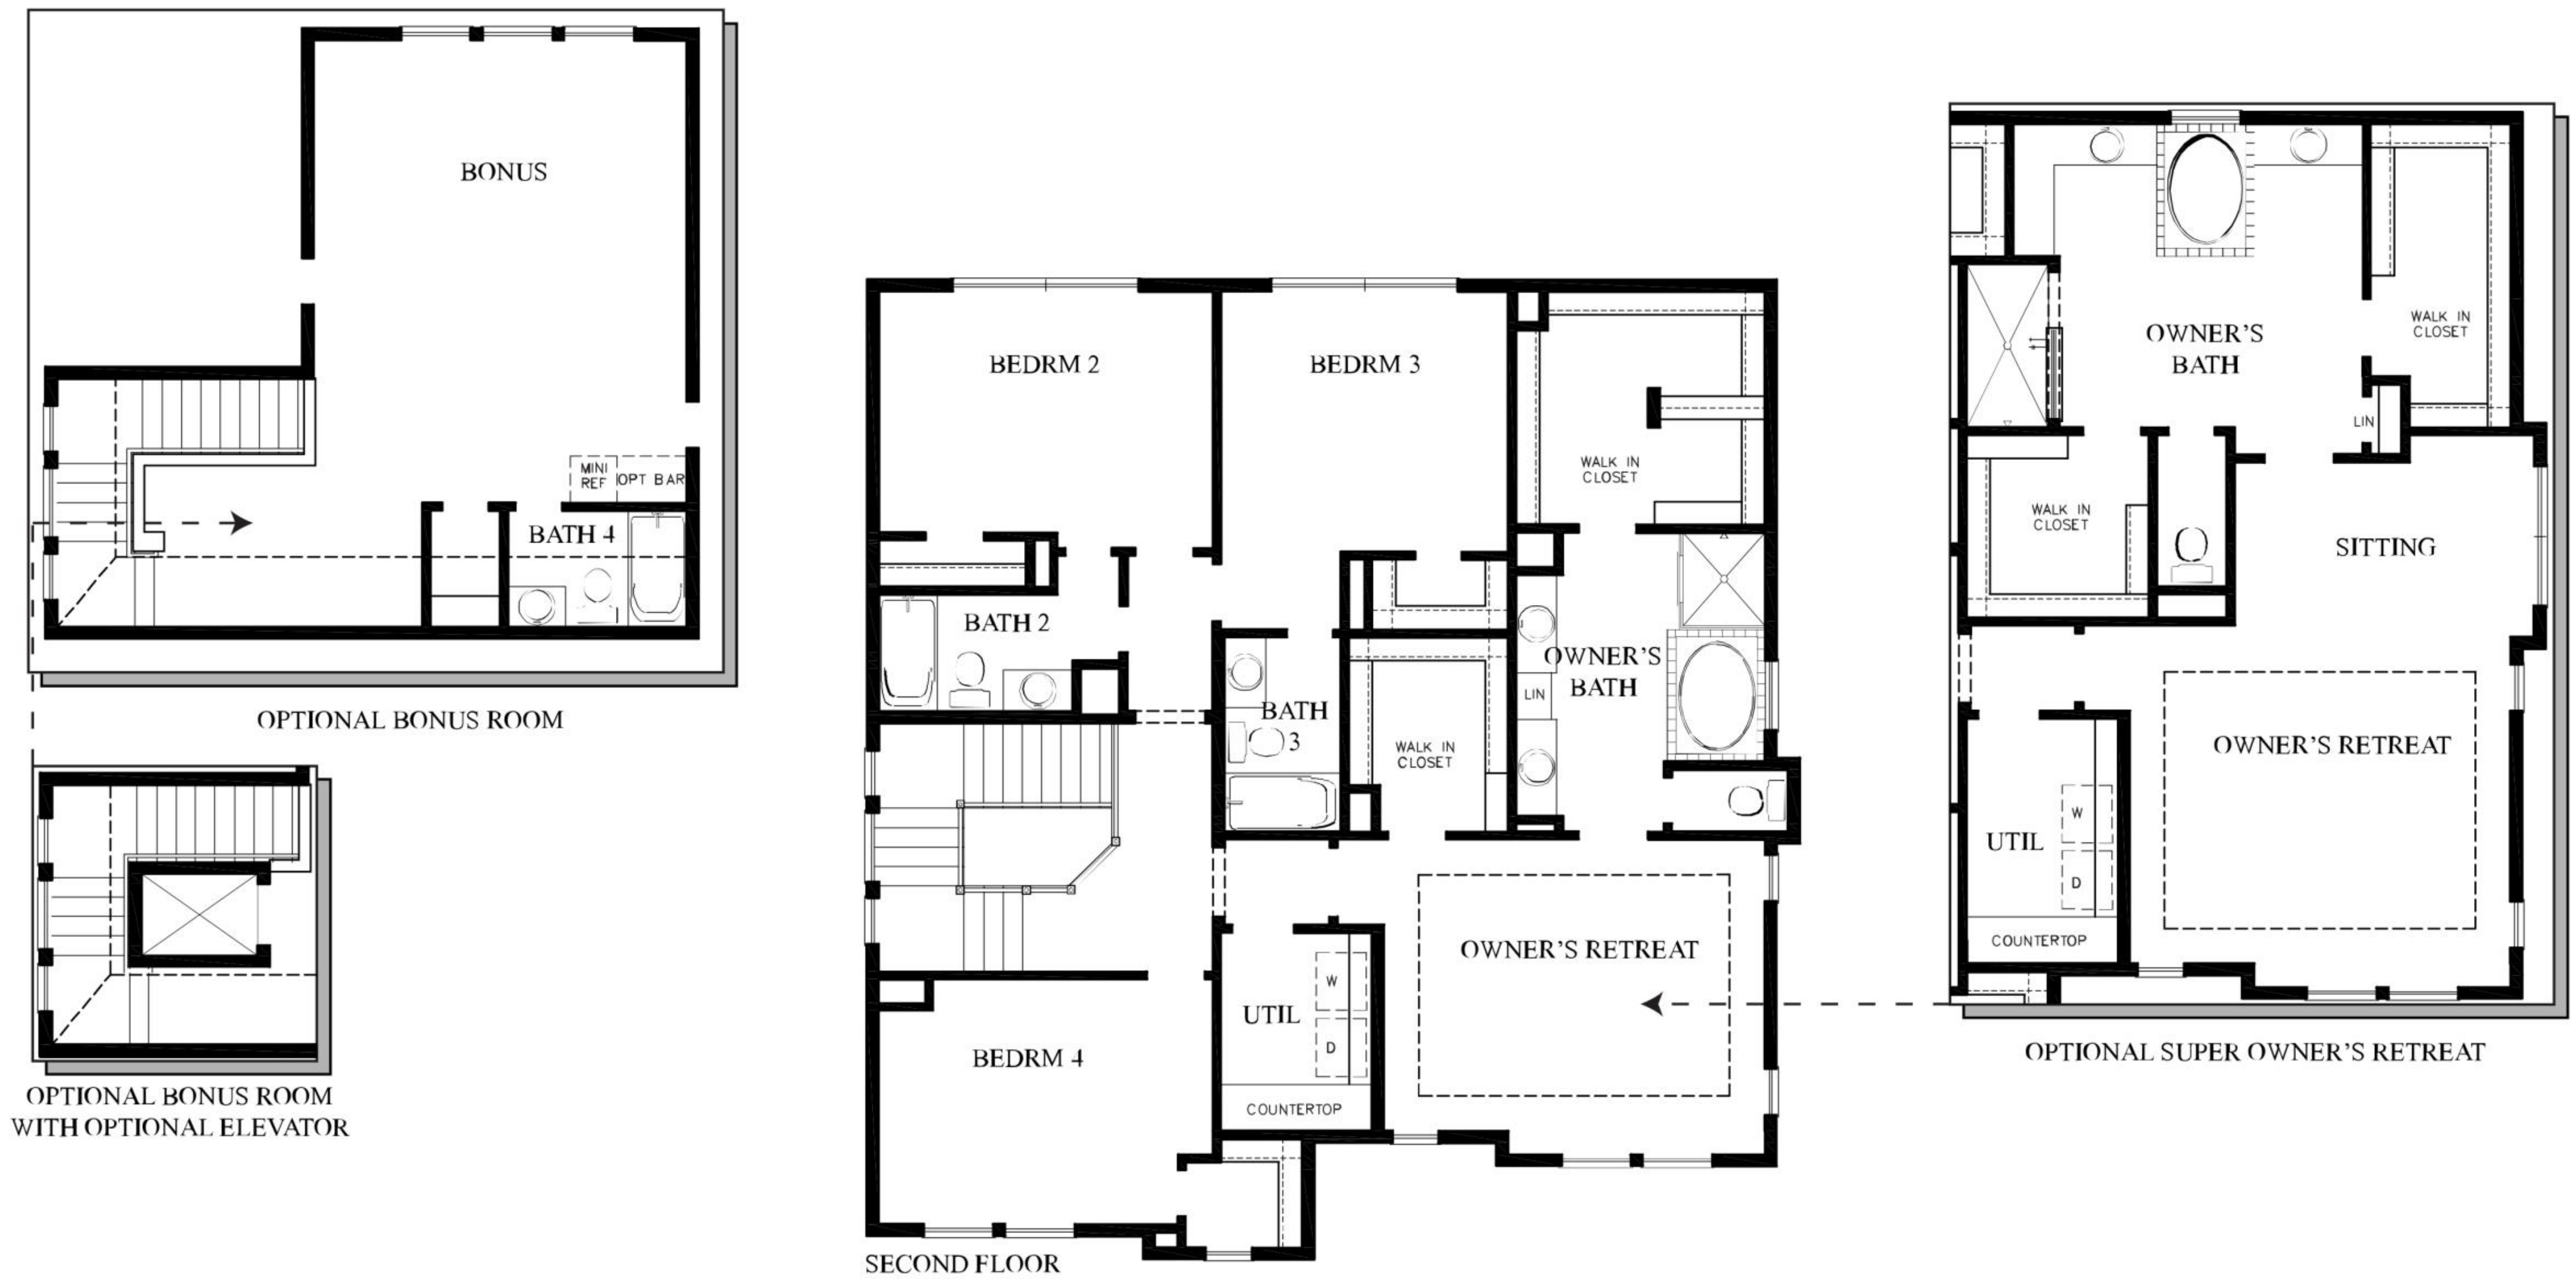 BONUS
MINI
REF
OPT BAR
BATH 4
OPTIONAL BONUS ROOM
OPTIONAL BONUS ROOM
WITH OPTIONAL ELEVATOR
BEDRM 2
BEDRM 3
WALK IN
CLOSET
BATH 2
OWNER'S
BATH
LIN
BATH
3
WALK IN
CLOSET
OWNER'S RETREAT
W
D
UTIL
COUNTERTOP
BEDRM 4
SECOND FLOOR
WALK IN
CLOSET
OWNER'S
BATH
LIN
WALK IN
CLOSET
SITTING
OWNER'S RETREAT
W
D
UTIL
COUNTERTOP
OPTIONAL SUPER OWNER'S RETREAT